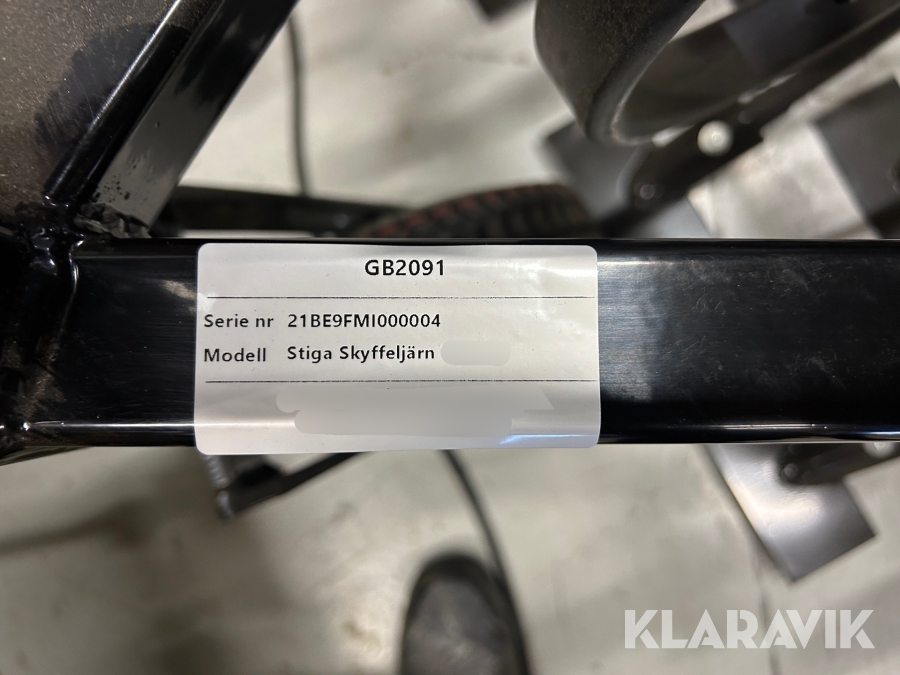 GB2091
Serie nr 21BE9FMI000004
Modell Stiga Skyffeljärn
KLARAVIK